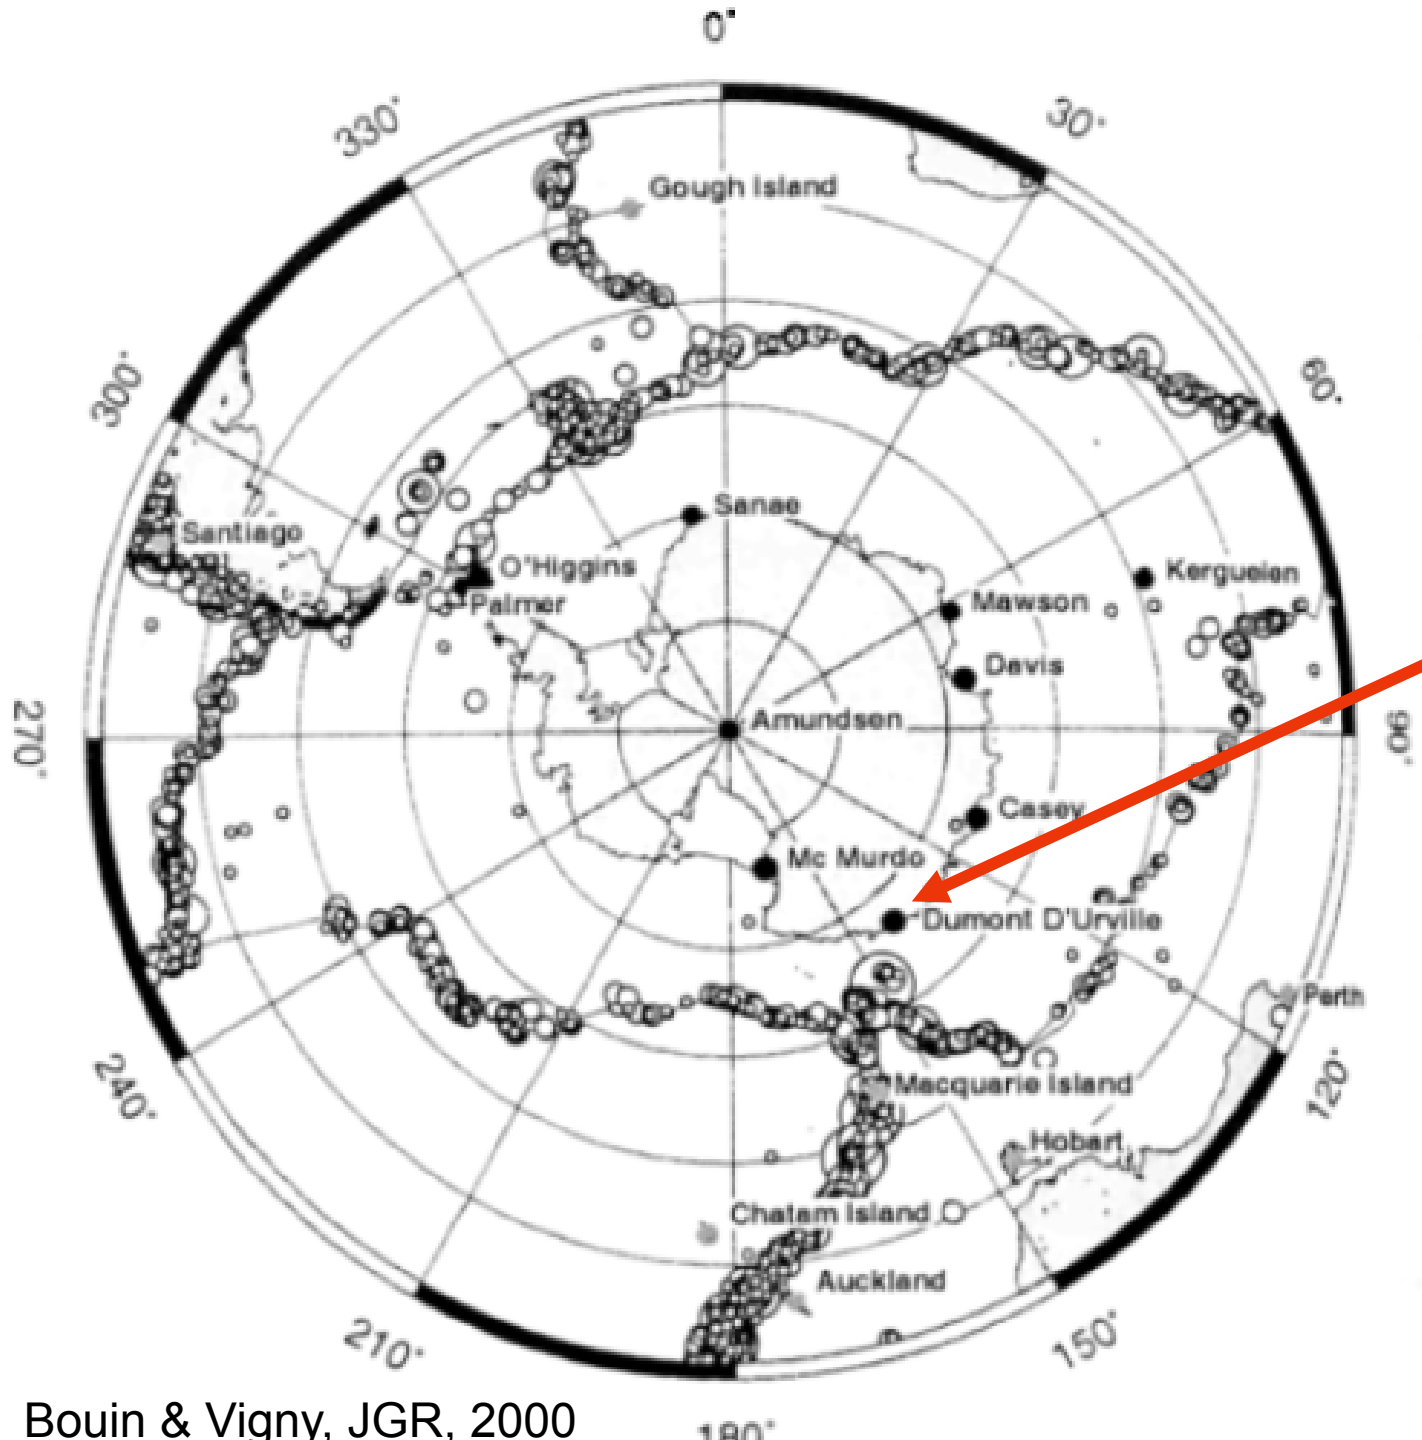 0°
330°
30°
Gough Island
300°
60°
Sanae
Santiago
O'Higgins
Kerguelen
Palmer
Mawson
Davis
Amundsen
270°
90°
Casey
Mc Murdo
Dumont D'Urville
Perth
240°
120°
Macquarie Island
Hobart
Chatam Island
Auckland
210°
150°
Bouin & Vigny, JGR, 2000
180°